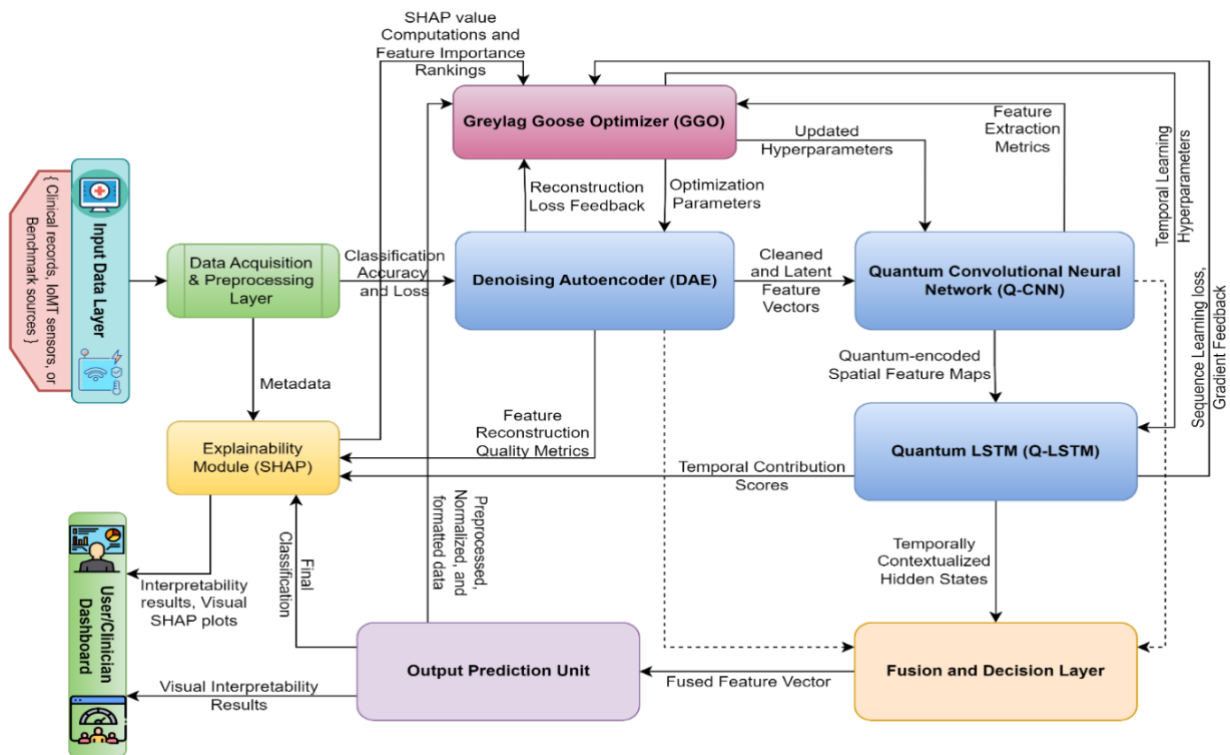 SHAP value
Computations and
Feature Importance
Rankings
Greylag Goose Optimizer (GGO)
Updated
Hyperparameters
Feature
Extraction
Metrics
Temporal Learning
Hyperparameters
Sequence Learning loss,
Gradient Feedback
Reconstruction
Loss Feedback
Optimization
Parameters
{ Clinical records, IoMT sensors, or
Benchmark sources }
Input Data Layer
Data Acquisition
& Preprocessing
Layer
Classification
Accuracy
and Loss
Denoising Autoencoder (DAE)
Cleaned
and Latent
Feature
Vectors
Quantum Convolutional Neural
Network (Q-CNN)
Metadata
Quantum-encoded
Spatial Feature Maps
Explainability
Module (SHAP)
Feature
Reconstruction
Quality Metrics
Temporal Contribution
Scores
Quantum LSTM (Q-LSTM)
Preprocessed,
Normalized, and
formatted data
Final
Classification
Interpretability
results, Visual
SHAP plots
User/Clinician
Dashboard
Temporally
Contextualized
Hidden States
Output Prediction Unit
Fused Feature Vector
Fusion and Decision Layer
Visual Interpretability
Results